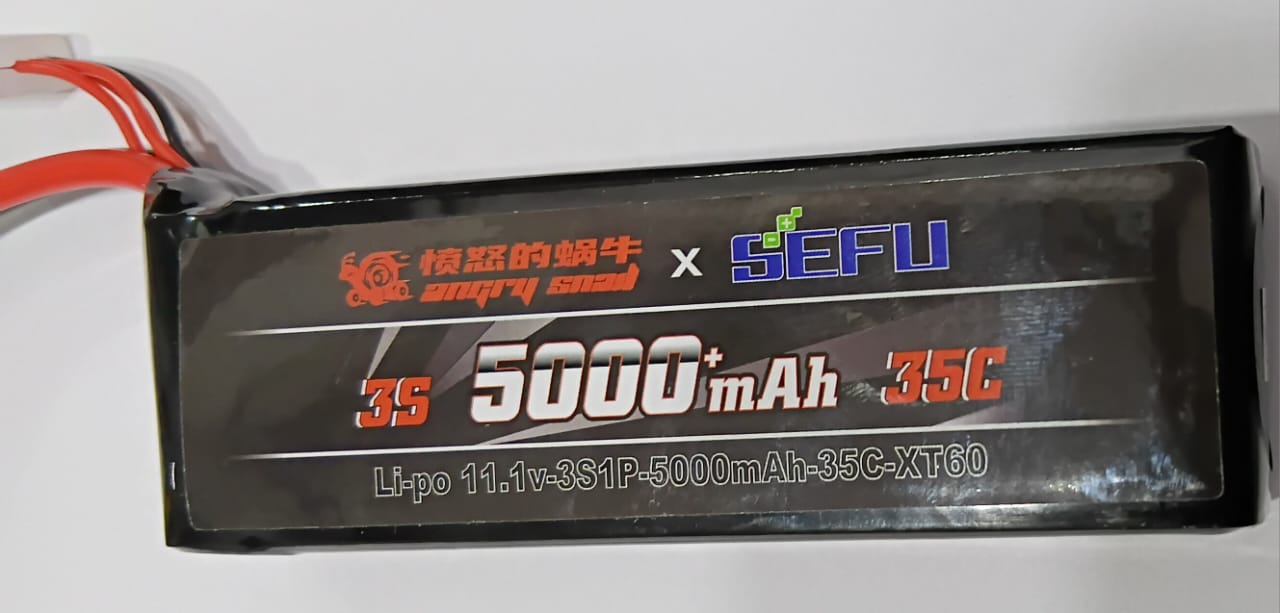 愤怒的蜗牛
angry snail x SEFU
3S 5000+mAh 35C
Li-po 11.1v-3S1P-5000mAh-35C-XT60